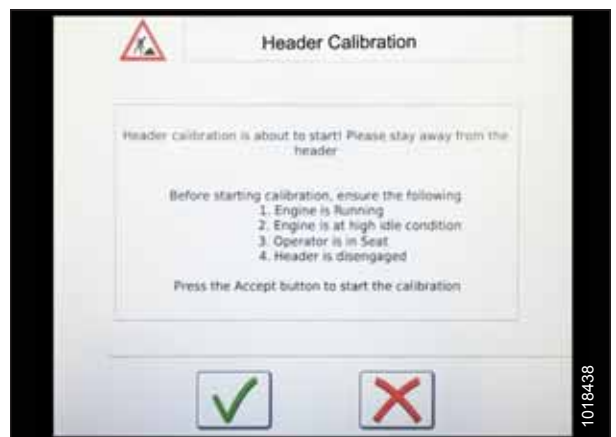 Header Calibration
Header calibration is about to start! Please stay away from the
header
Before starting calibration, ensure the following
1. Engine is Running
2. Engine is at high idle condition
3. Operator is in Seat
4. Header is disengaged
Press the Accept button to start the calibration
1018438